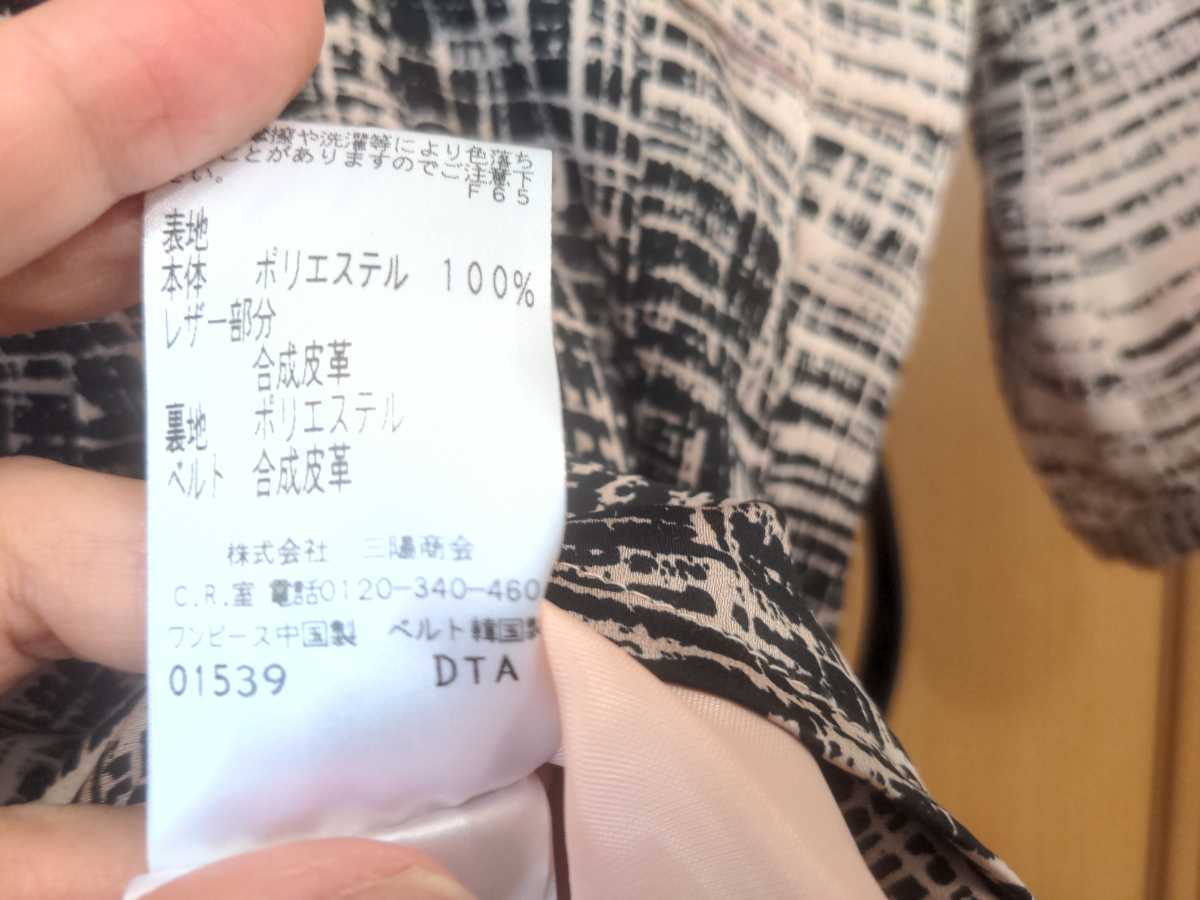 擦や洗濯等により色落ち
ことがありますのでご注意下
さい。
F65
表地
本体 ポリエステル 100%
レザー部分
合成皮革
裏地 ポリエステル
ベルト 合成皮革
株式会社 三陽商会
C.R.室 電話0120-340-460
ワンピース中国製 ベルト韓国製
01539 DTA